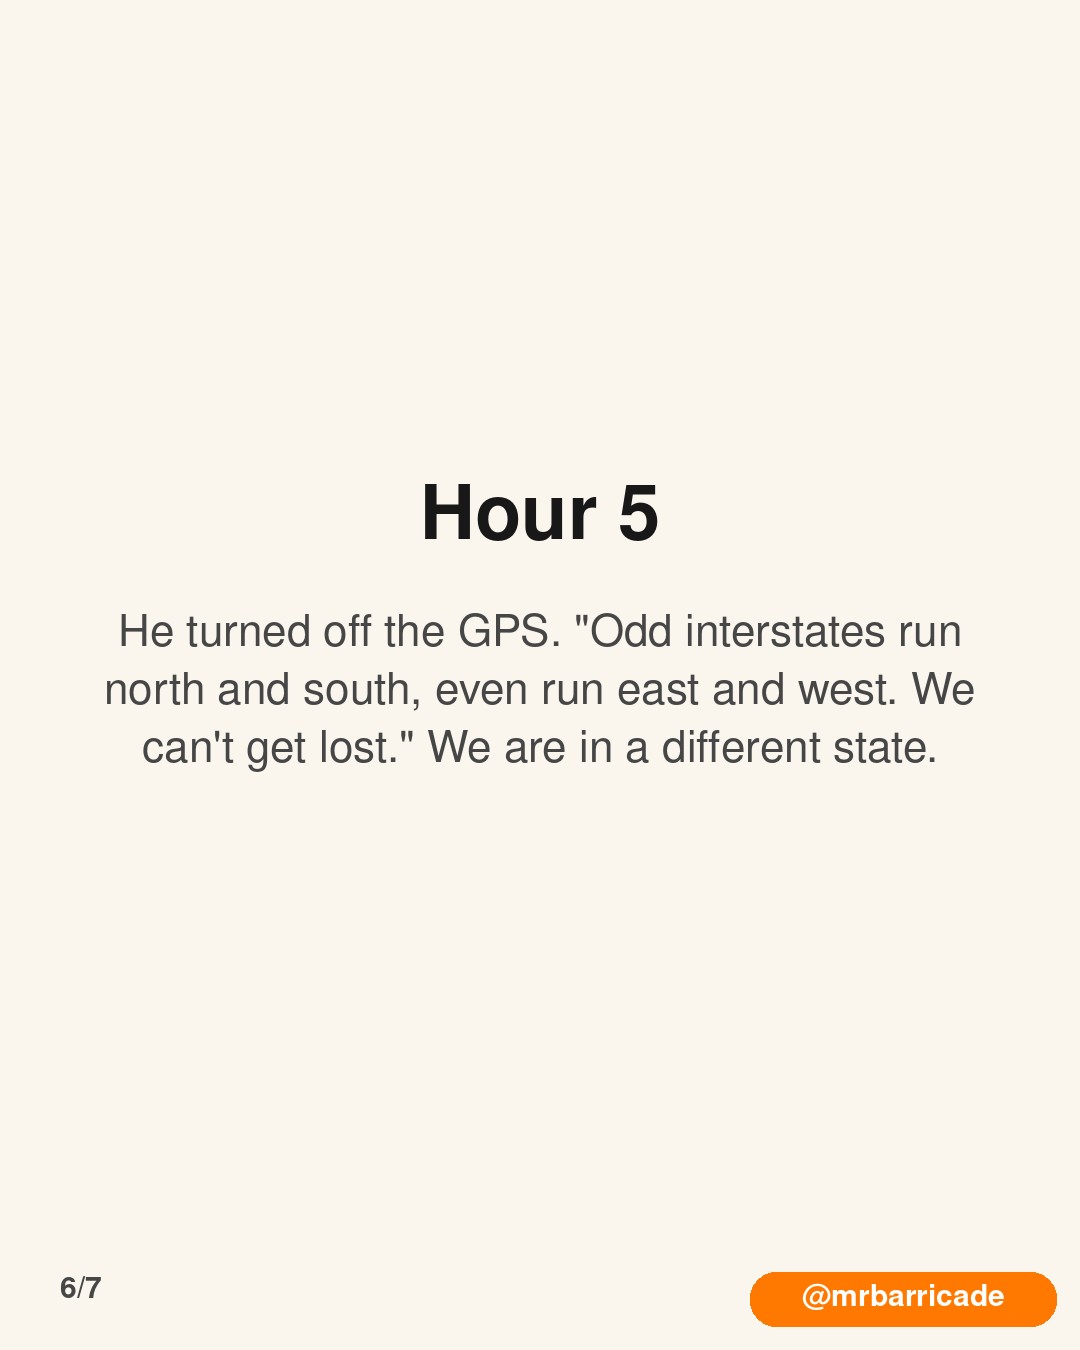 Hour 5
He turned off the GPS. "Odd interstates run
north and south, even run east and west. We
can't get lost." We are in a different state.
6/7
@mrbarricade